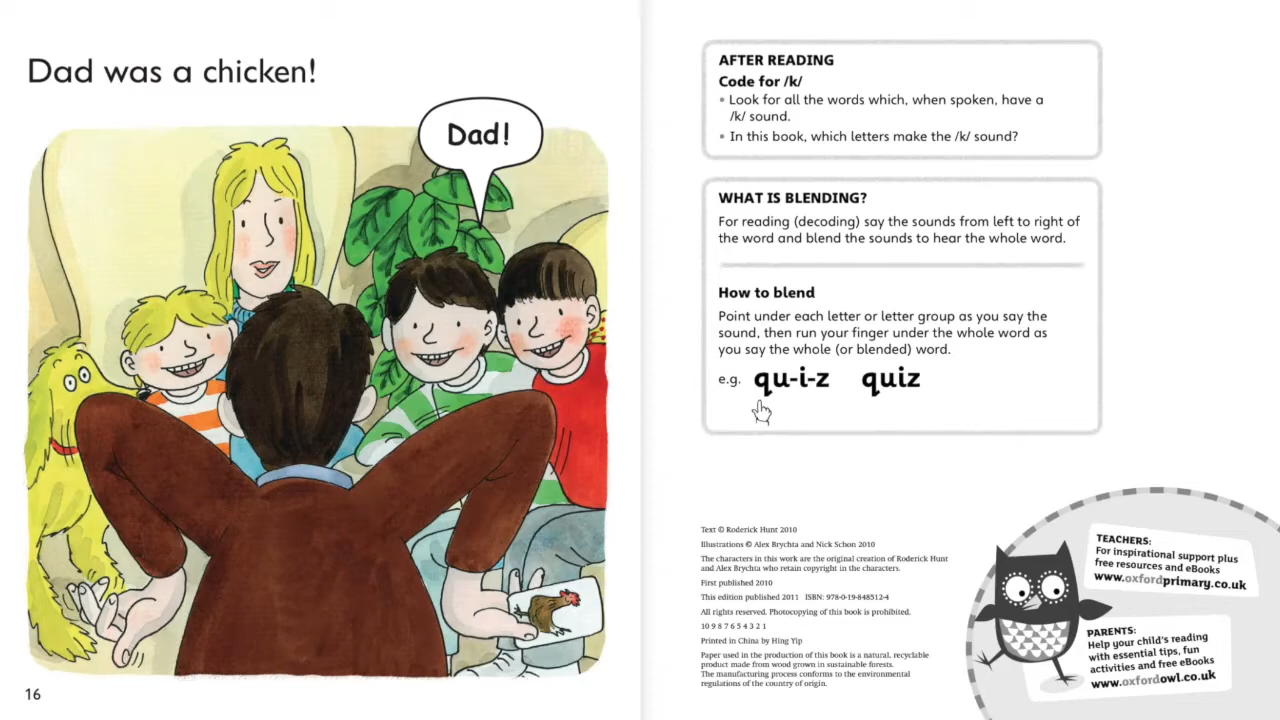 Dad was a chicken!
Dad!
16
AFTER READING
Code for /k/
• Look for all the words which, when spoken, have a
/k/ sound.
• In this book, which letters make the /k/ sound?
WHAT IS BLENDING?
For reading (decoding) say the sounds from left to right of
the word and blend the sounds to hear the whole word.
How to blend
Point under each letter or letter group as you say the
sound, then run your finger under the whole word as
you say the whole (or blended) word.
e.g. qu-i-z quiz
Text © Roderick Hunt 2010
Illustrations © Alex Brychta and Nick Schon 2010
The characters in this work are the original creation of Roderick Hunt
and Alex Brychta who retain copyright in the characters.
First published 2010
This edition published 2011 ISBN: 978-0-19-848512-4
All rights reserved. Photocopying of this book is prohibited.
10 9 8 7 6 5 4 3 2 1
Printed in China by Hing Yip
Paper used in the production of this book is a natural, recyclable
product made from wood grown in sustainable forests.
The manufacturing process conforms to the environmental
regulations of the country of origin.
TEACHERS:
For inspirational support plus
free resources and eBooks
www.oxfordprimary.co.uk
PARENTS:
Help your child's reading
with essential tips, fun
activities and free eBooks
www.oxfordowl.co.uk